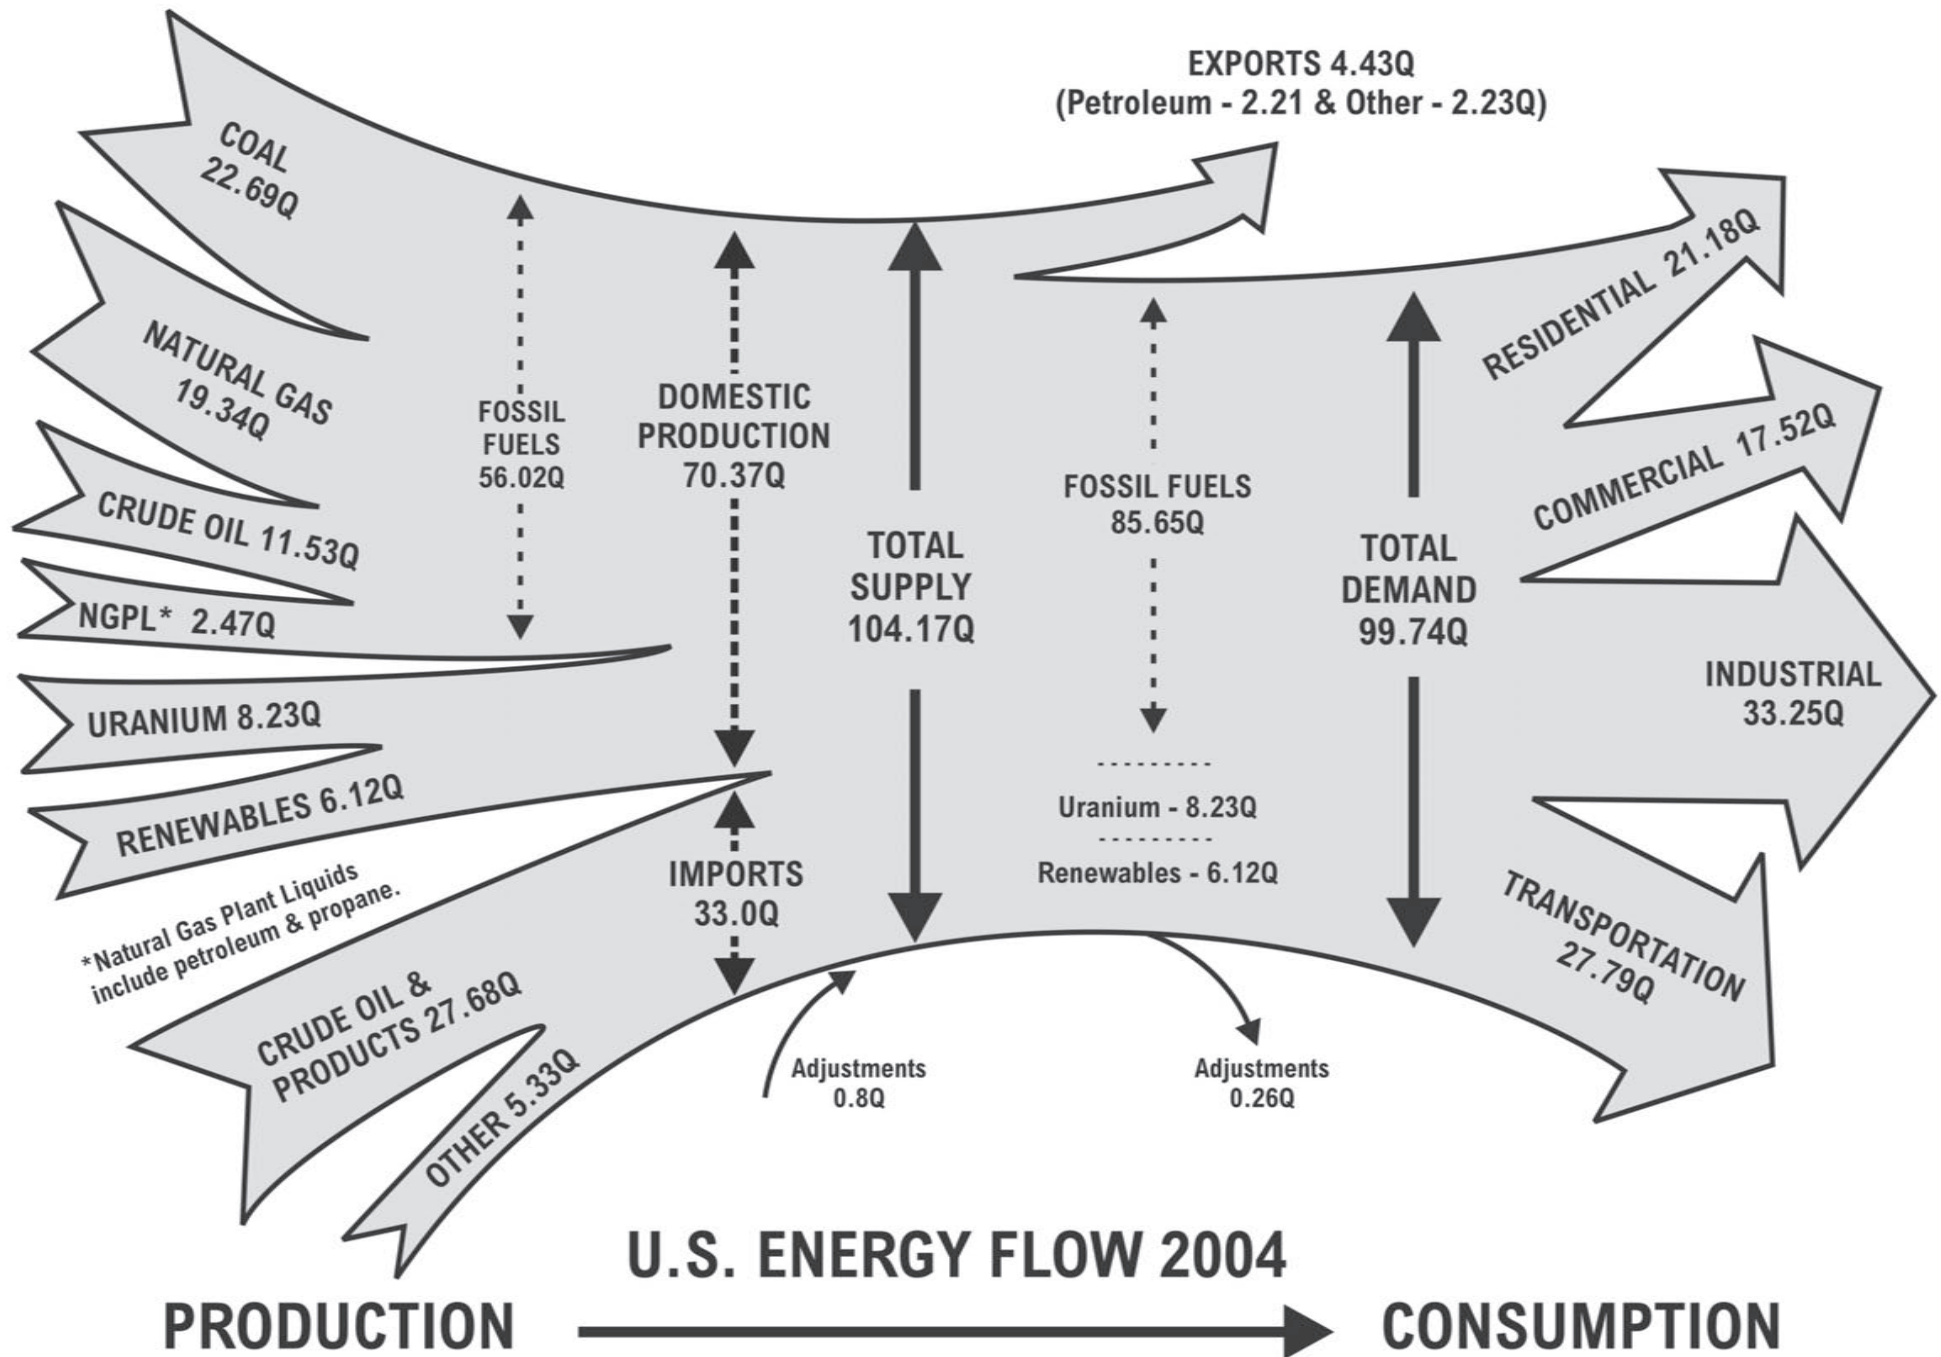 EXPORTS 4.43Q
(Petroleum - 2.21 & Other - 2.23Q)
COAL
22.69Q
NATURAL GAS
19.34Q
CRUDE OIL 11.53Q
NGPL* 2.47Q
URANIUM 8.23Q
RENEWABLES 6.12Q
*Natural Gas Plant Liquids
include petroleum & propane.
CRUDE OIL &
PRODUCTS 27.68Q
OTHER 5.33Q
FOSSIL
FUELS
56.02Q
DOMESTIC
PRODUCTION
70.37Q
IMPORTS
33.0Q
TOTAL
SUPPLY
104.17Q
Adjustments
0.8Q
FOSSIL FUELS
85.65Q
Uranium - 8.23Q
Renewables - 6.12Q
Adjustments
0.26Q
TOTAL
DEMAND
99.74Q
RESIDENTIAL 21.18Q
COMMERCIAL 17.52Q
INDUSTRIAL
33.25Q
TRANSPORTATION
27.79Q
U.S. ENERGY FLOW 2004
PRODUCTION
CONSUMPTION